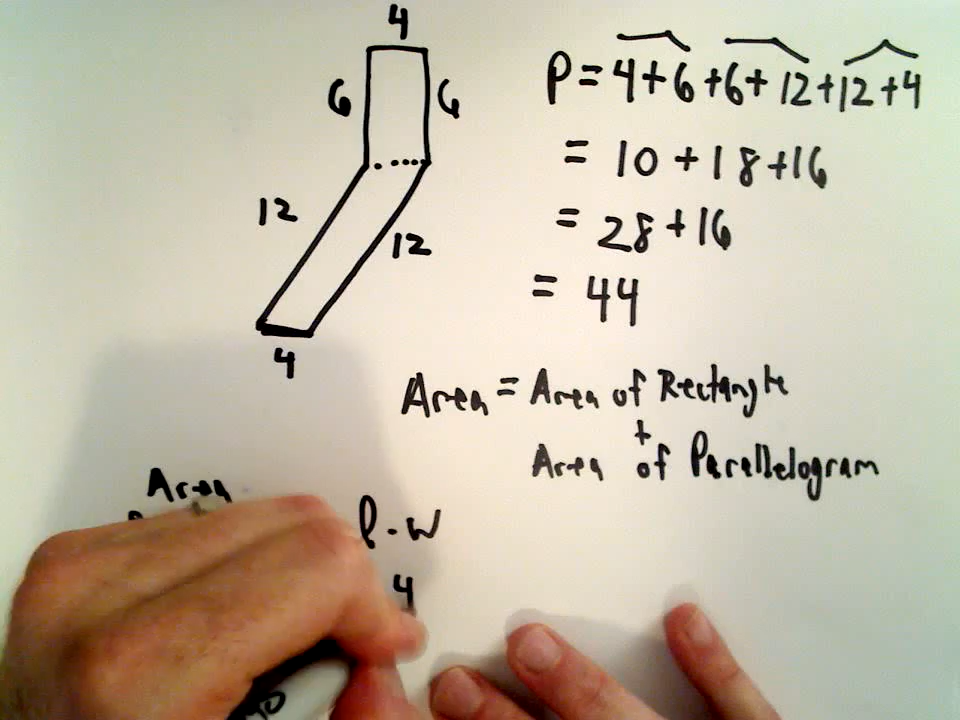 4
6 6
12
12
4
P = 4+6+6+12+12+4
= 10+18+16
= 28+16
= 44
Area = Area of Rectangle
+
Area of Parallelogram
Area
l - w
4